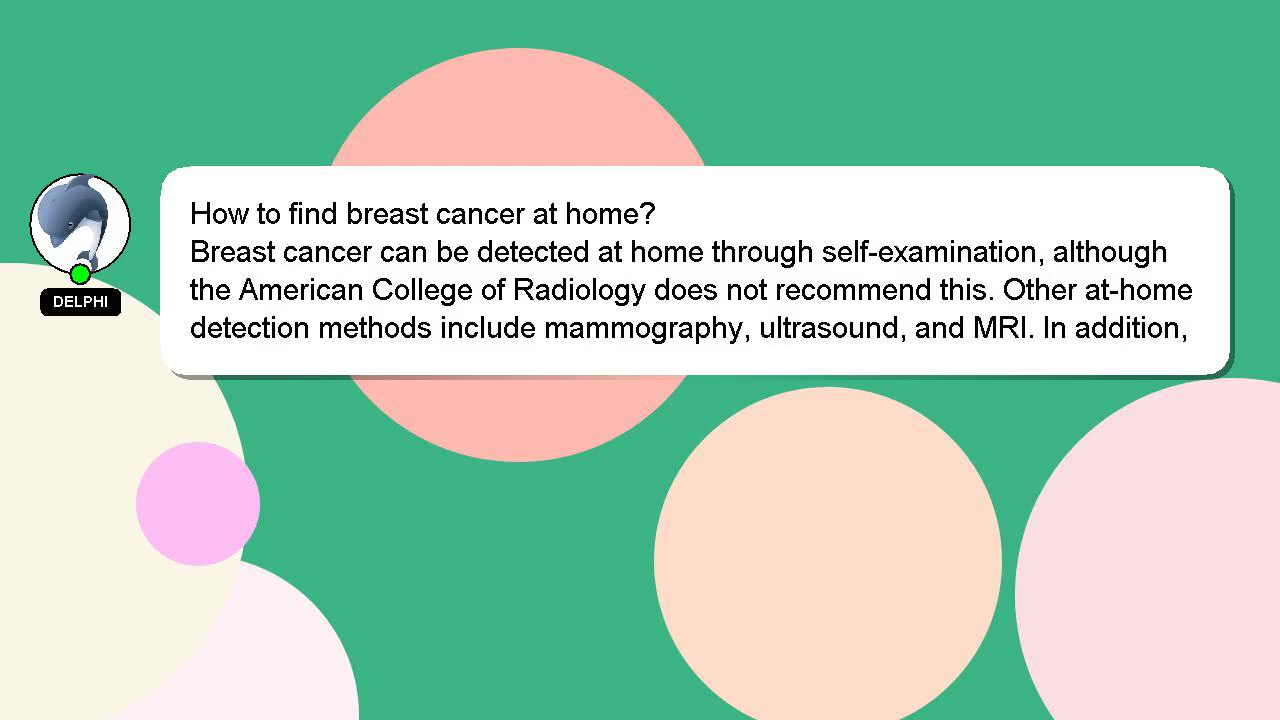 How to find breast cancer at home?
Breast cancer can be detected at home through self-examination, although
the American College of Radiology does not recommend this. Other at-home
detection methods include mammography, ultrasound, and MRI. In addition,
DELPHI